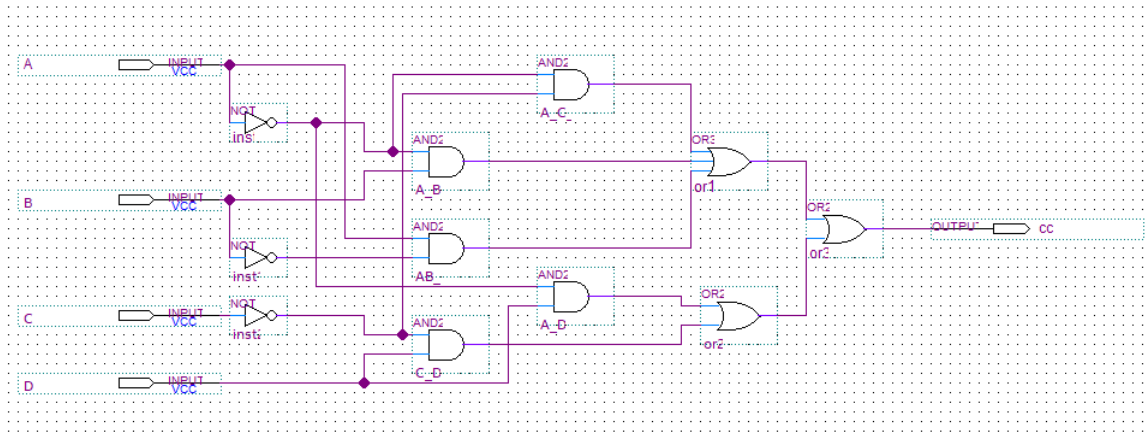 A INPUT VCC
AND2
A_C_
NOT
ins
AND2
A_B
OR3
or1
B INPUT VCC
OR2
or3
OUTPUT cc
NOT
inst
AND2
AB_
AND2
A_D
C INPUT VCC
NOT
inst
AND2
C_D
OR2
or2
D INPUT VCC